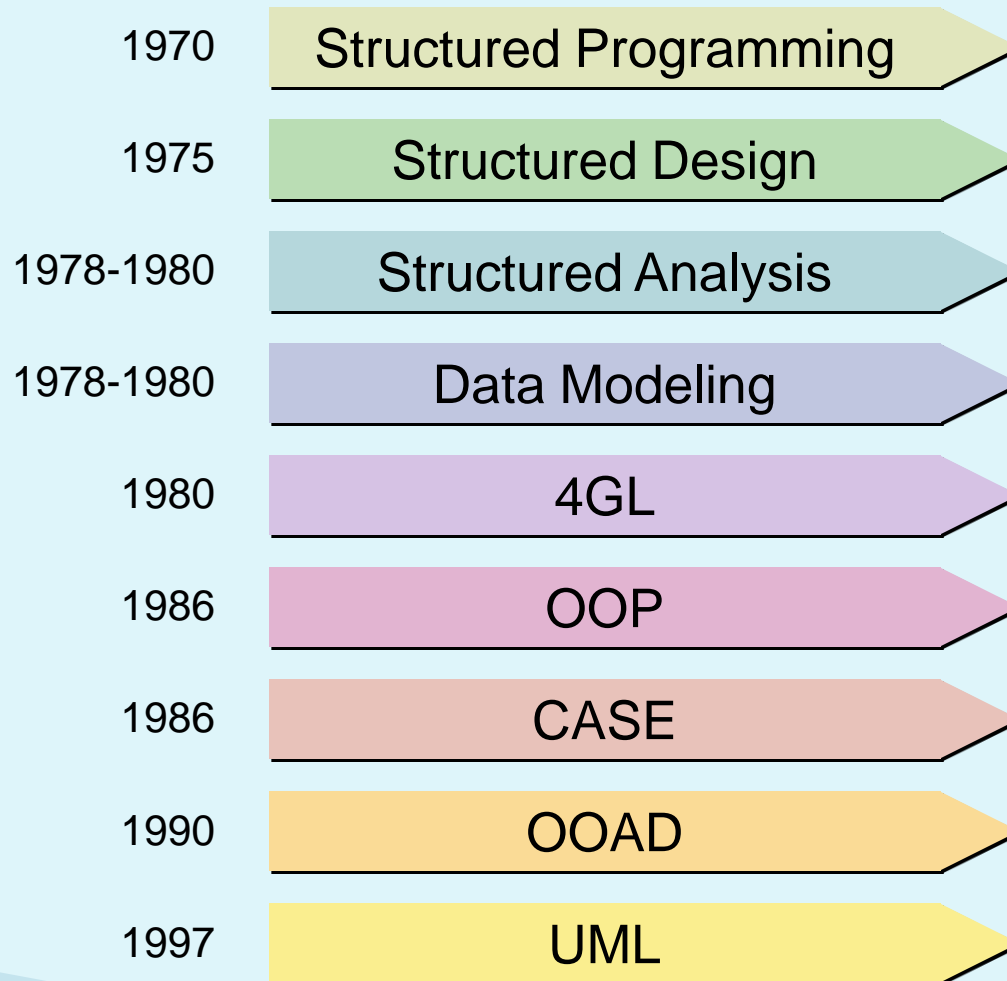 1970 Structured Programming
1975 Structured Design
1978-1980 Structured Analysis
1978-1980 Data Modeling
1980 4GL
1986 OOP
1986 CASE
1990 OOAD
1997 UML